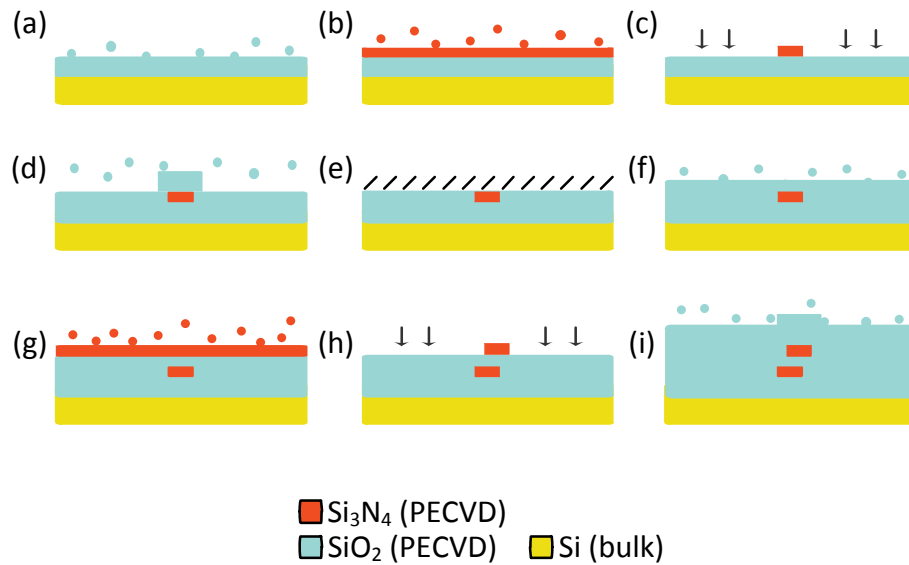 (a) (b) (c)
(d) (e) (f)
(g) (h) (i)
Si₃N₄ (PECVD)
SiO₂ (PECVD) Si (bulk)